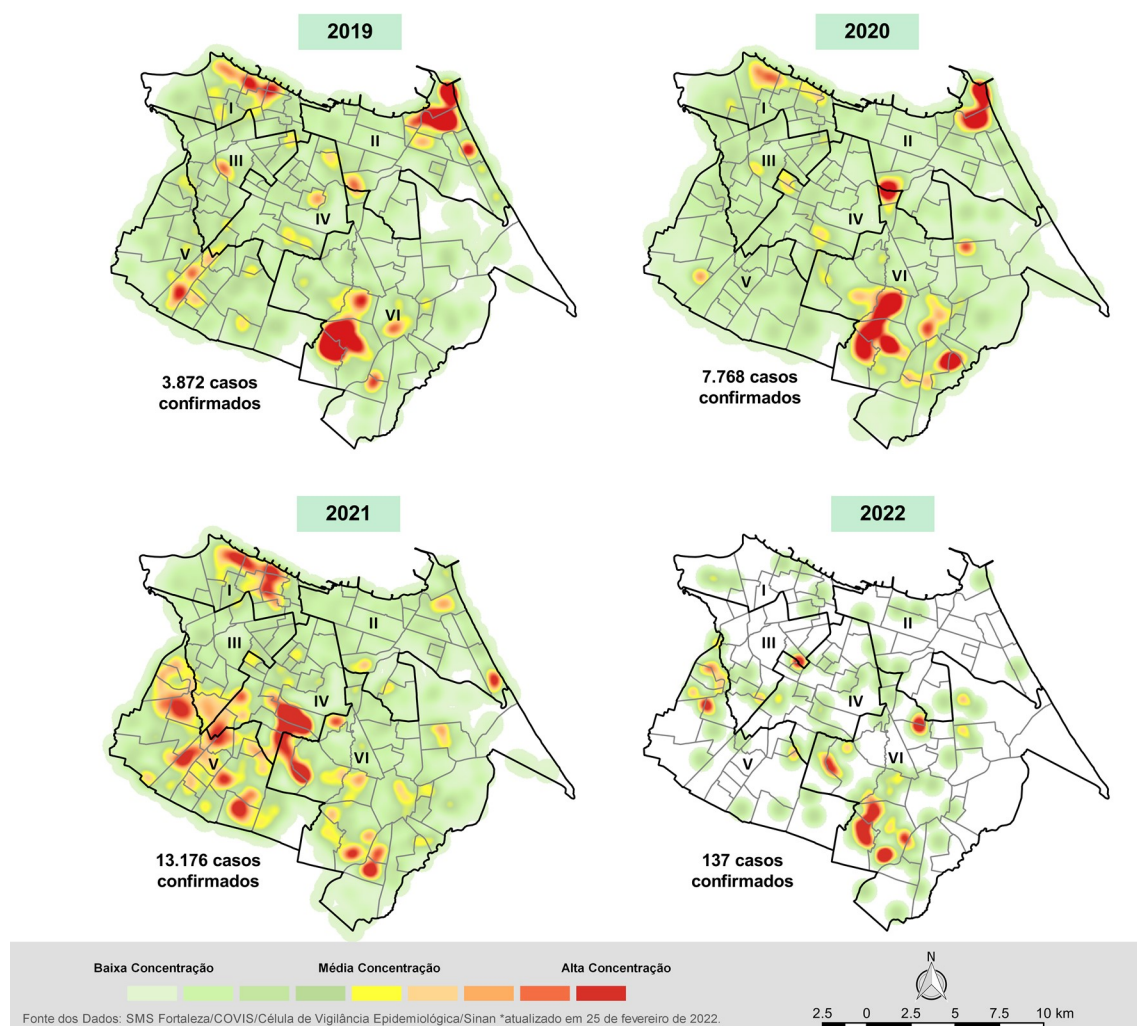 2019
I
II
III
IV
V
VI
3.872 casos
confirmados
2020
I
II
III
IV
V
VI
7.768 casos
confirmados
2021
I
II
III
IV
V
VI
13.176 casos
confirmados
2022
I
II
III
IV
V
VI
137 casos
confirmados
Baixa Concentração
Média Concentração
Alta Concentração
N
2.5 0 2.5 5 7.5 10 km
Fonte dos Dados: SMS Fortaleza/COVIS/Célula de Vigilância Epidemiológica/Sinan *atualizado em 25 de fevereiro de 2022.